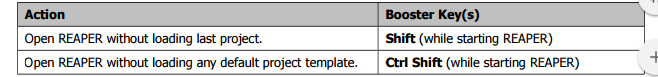 Action Booster Key(s)
Open REAPER without loading last project. Shift (while starting REAPER)
Open REAPER without loading any default project template. Ctrl Shift (while starting REAPER)